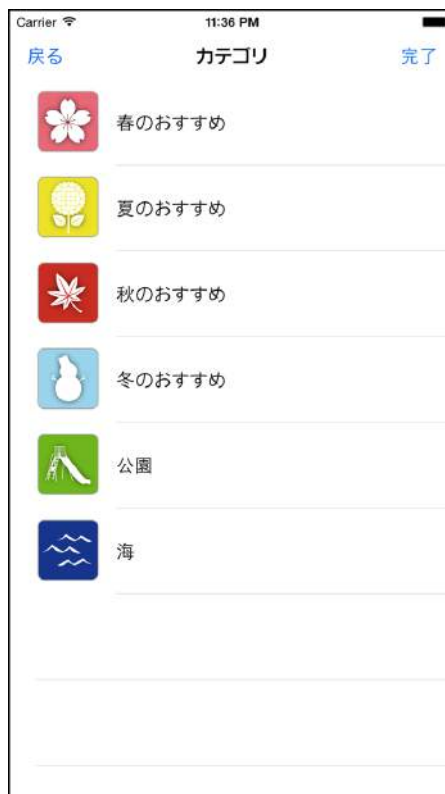 Carrier 11:36 PM
戻る カテゴリ 完了
春のおすすめ
夏のおすすめ
秋のおすすめ
冬のおすすめ
公園
海